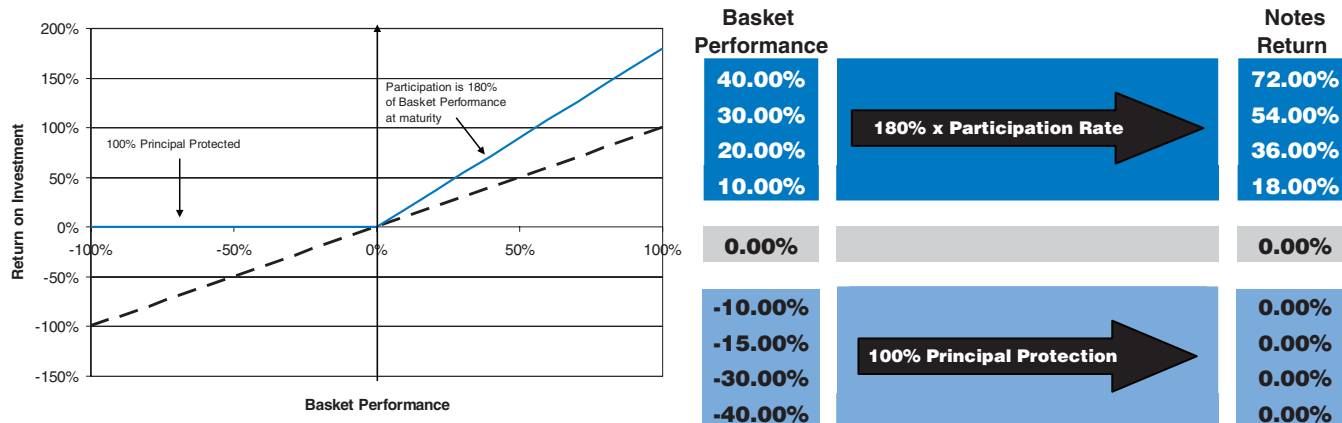 200%
150%
100%
50%
0%
-50%
-100%
-150%
-100%
-50%
0%
50%
100%
Return on Investment
Basket Performance
100% Principal Protected
Participation is 180%
of Basket Performance
at maturity
Basket
Performance
Notes
Return
40.00%
72.00%
30.00%
54.00%
180% x Participation Rate
20.00%
36.00%
10.00%
18.00%
0.00%
0.00%
-10.00%
0.00%
-15.00%
0.00%
100% Principal Protection
-30.00%
0.00%
-40.00%
0.00%